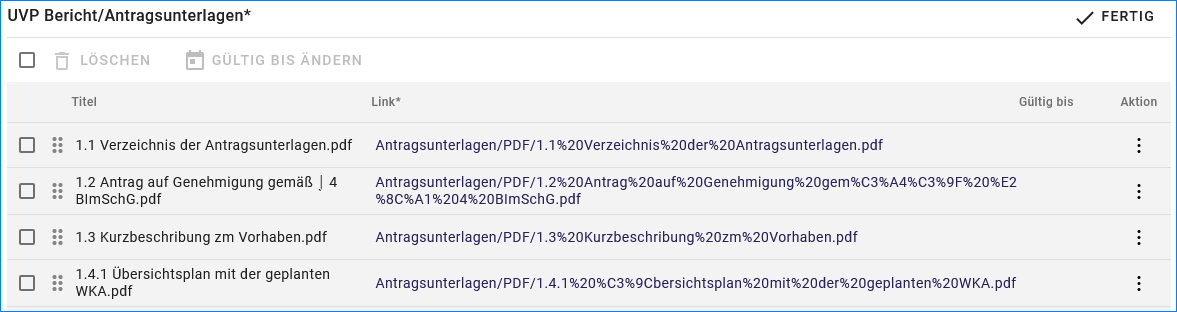 UVP Bericht/Antragsunterlagen*
FERTIG
LÖSCHEN
GÜLTIG BIS ÄNDERN
Titel
Link*
Gültig bis
Aktion
1.1 Verzeichnis der Antragsunterlagen.pdf
Antragsunterlagen/PDF/1.1%20Verzeichnis%20der%20Antragsunterlagen.pdf
1.2 Antrag auf Genehmigung gemäß ⌡ 4
BImSchG.pdf
Antragsunterlagen/PDF/1.2%20Antrag%20auf%20Genehmigung%20gem%C3%A4%C3%9F%20%E2
%8C%A1%204%20BImSchG.pdf
1.3 Kurzbeschribung zm Vorhaben.pdf
Antragsunterlagen/PDF/1.3%20Kurzbeschribung%20zm%20Vorhaben.pdf
1.4.1 Übersichtsplan mit der geplanten
WKA.pdf
Antragsunterlagen/PDF/1.4.1%20%C3%9Cbersichtsplan%20mit%20der%20geplanten%20WKA.pdf